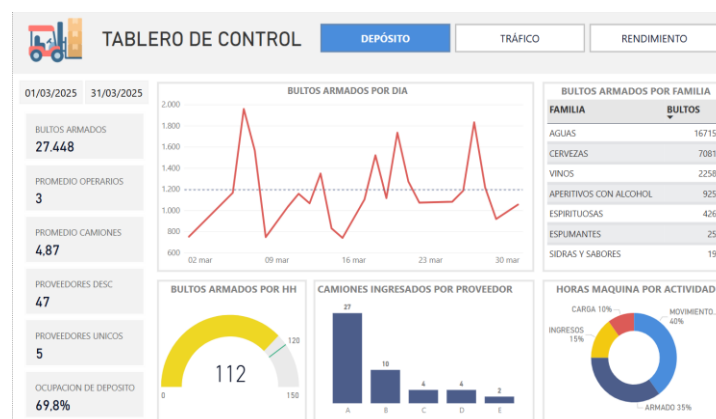 TABLERO DE CONTROL
DEPÓSITO
TRÁFICO
RENDIMIENTO
01/03/2025 31/03/2025
BULTOS ARMADOS
27.448
PROMEDIO OPERARIOS
3
PROMEDIO CAMIONES
4,87
PROVEEDORES DESC
47
PROVEEDORES UNICOS
5
OCUPACION DE DEPOSITO
69,8%
BULTOS ARMADOS POR DIA
2.000
1.800
1.600
1.400
1.200
1.000
800
600
02 mar 09 mar 16 mar 23 mar 30 mar
BULTOS ARMADOS POR FAMILIA
FAMILIA BULTOS
AGUAS 16715
CERVEZAS 7081
VINOS 2258
APERITIVOS CON ALCOHOL 925
ESPIRITUOSAS 426
ESPUMANTES 25
SIDRAS Y SABORES 19
BULTOS ARMADOS POR HH
120
112
0 150
CAMIONES INGRESADOS POR PROVEEDOR
27
10
4
4
2
A B C D E
HORAS MAQUINA POR ACTIVIDAD
CARGA 10%
MOVIMIENTO...
40%
INGRESOS
15%
ARMADO 35%